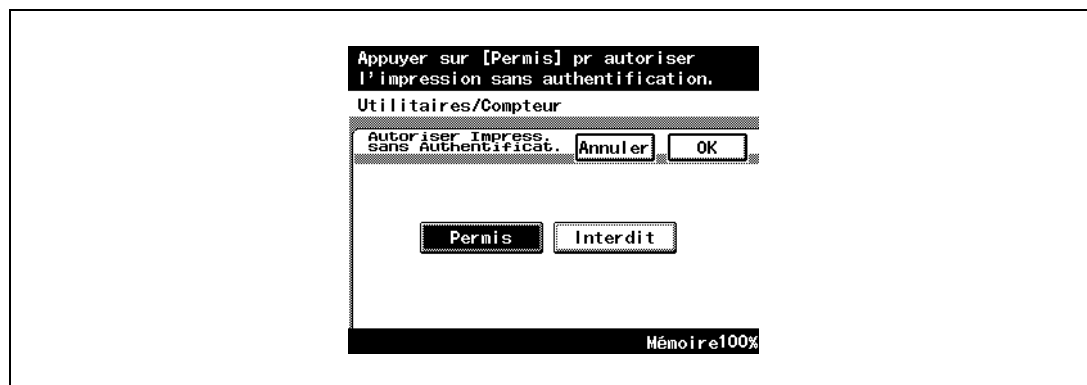 Appuyer sur [Permis] pr autoriser
l'impression sans authentification.
Utilitaires/Compteur
Autoriser Impress.
sans Authentificat. Annuler OK
Permis Interdit
Mémoire100%